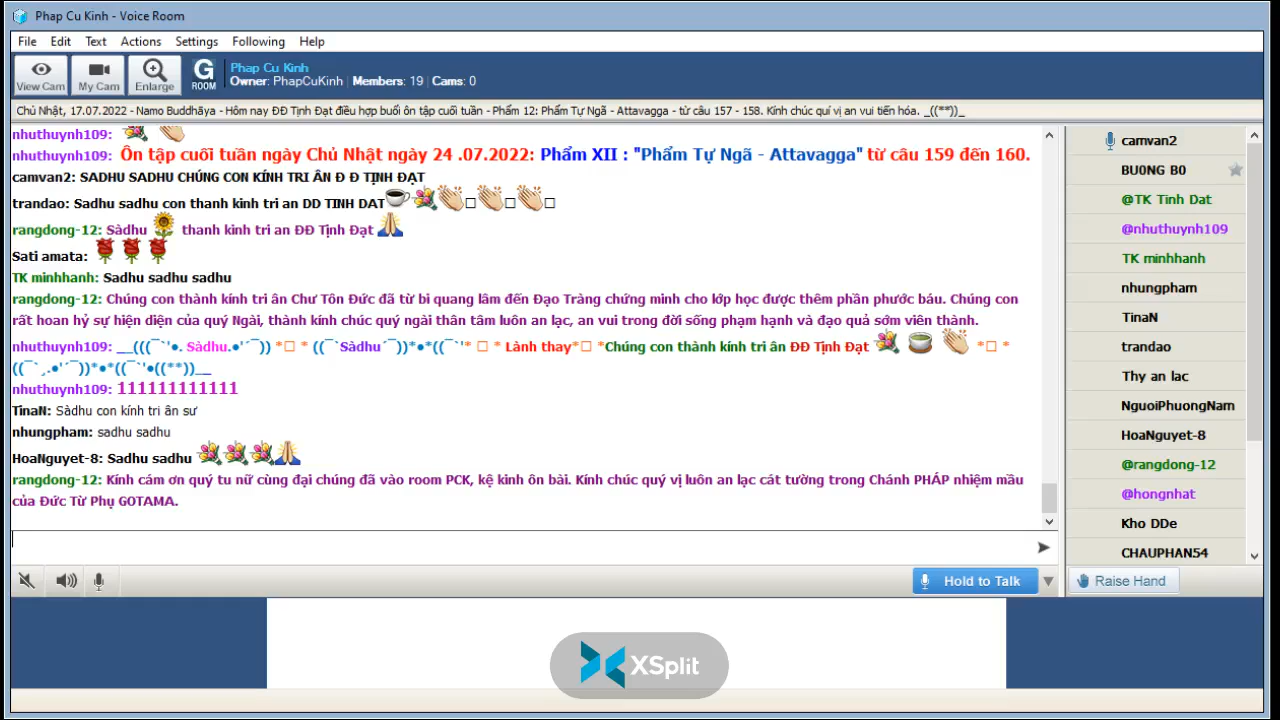 Phap Cu Kinh - Voice Room
File Edit Text Actions Settings Following Help
View Cam My Cam Enlarge G ROOM Phap Cu Kinh
Owner: PhapCuKinh | Members: 19 | Cams: 0
Chủ Nhật, 17.07.2022 - Namo Buddhāya - Hôm nay ĐĐ Tịnh Đạt điều hợp buổi ôn tập cuối tuần - Phẩm 12: Phẩm Tự Ngã - Attavagga - từ câu 157 - 158. Kính chúc quí vị an vui tiến hóa. _((**))_
nhuthuynh109:
nhuthuynh109: Ôn tập cuối tuần ngày Chủ Nhật ngày 24 .07.2022: Phẩm XII : "Phẩm Tự Ngã - Attavagga" từ câu 159 đến 160.
camvan2: SADHU SADHU CHÚNG CON KÍNH TRI ÂN Đ Đ TỊNH ĐẠT
trandao: Sadhu sadhu con thanh kinh tri an DD TINH DAT
rangdong-12: Sàdhu thanh kinh tri an ĐĐ Tịnh Đạt
Sati amata:
TK minhhanh: Sadhu sadhu sadhu
rangdong-12: Chúng con thành kính tri ân Chư Tôn Đức đã từ bi quang lâm đến Đạo Tràng chứng minh cho lớp học được thêm phần phước báu. Chúng con
rất hoan hỷ sự hiện diện của quý Ngài, thành kính chúc quý ngài thân tâm luôn an lạc, an vui trong đời sống phạm hạnh và đạo quả sớm viên thành.
nhuthuynh109: __(((¯`'•. Sàdhu.•'´¯)) *□ * ((¯`Sàdhu´¯))*•*((¯`'* □ * Lành thay*□ *Chúng con thành kính tri ân ĐĐ Tịnh Đạt *□ *
((¯`¸.•'´¯))*•*((¯`'•((**))__
nhuthuynh109: 111111111111
TinaN: Sàdhu con kính tri ân sư
nhungpham: sadhu sadhu
HoaNguyet-8: Sadhu sadhu
rangdong-12: Kính cám ơn quý tu nữ cùng đại chúng đã vào room PCK, kệ kinh ôn bài. Kính chúc quý vị luôn an lạc cát tường trong Chánh PHÁP nhiệm mầu
của Đức Từ Phụ GOTAMA.
camvan2
BU0NG B0
@TK Tinh Dat
@nhuthuynh109
TK minhhanh
nhungpham
TinaN
trandao
Thy an lac
NguoiPhuongNam
HoaNguyet-8
@rangdong-12
@hongnhat
Kho DDe
CHAUPHAN54
Hold to Talk
Raise Hand
XSplit